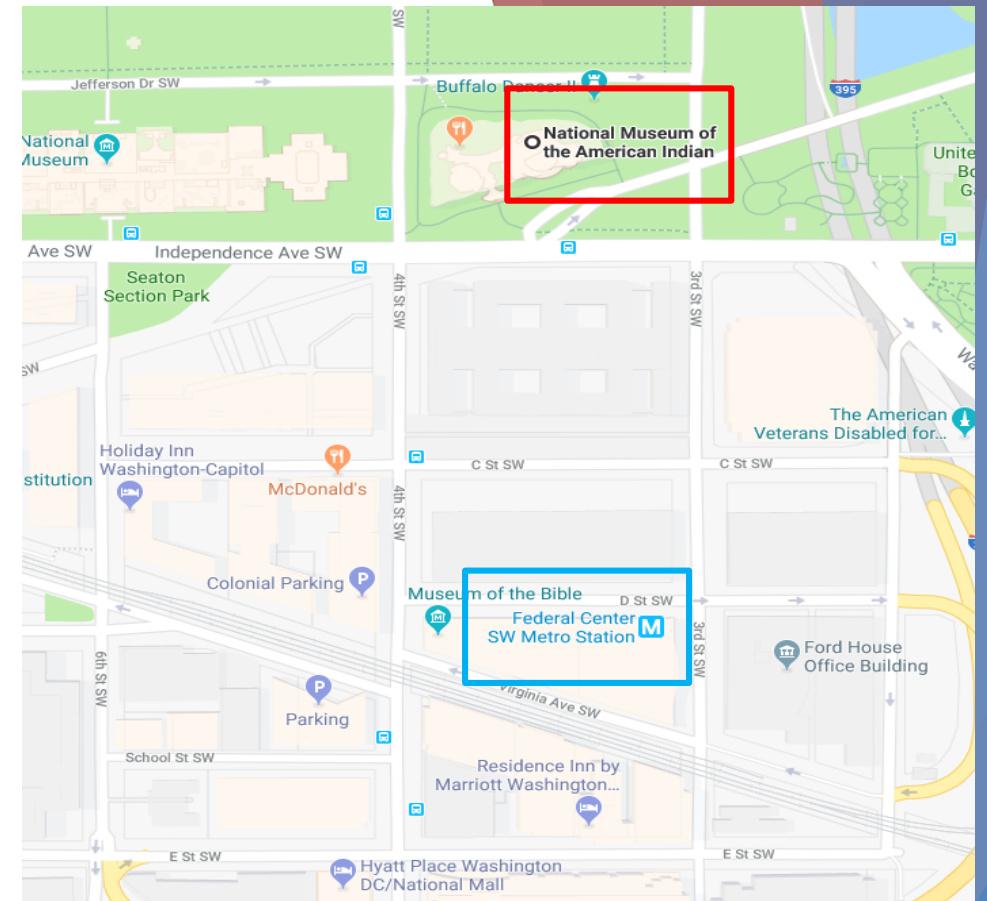 SW
Jefferson Dr SW
Buffalo Dancer II
395
National
Museum
National Museum of
the American Indian
Unite
Bo
G
Ave SW
Independence Ave SW
Seaton
Section Park
4th St SW
3rd St SW
SW
Wa
The American
Veterans Disabled for...
Holiday Inn
Washington-Capitol
stitution
McDonald's
C St SW
C St SW
4th St SW
Colonial Parking
P
Museum of the Bible
D St SW
Federal Center
SW Metro Station
M
3rd St SW
Ford House
Office Building
6th St SW
Virginia Ave SW
P
Parking
School St SW
Residence Inn by
Marriott Washington...
E St SW
E St SW
Hyatt Place Washington
DC/National Mall